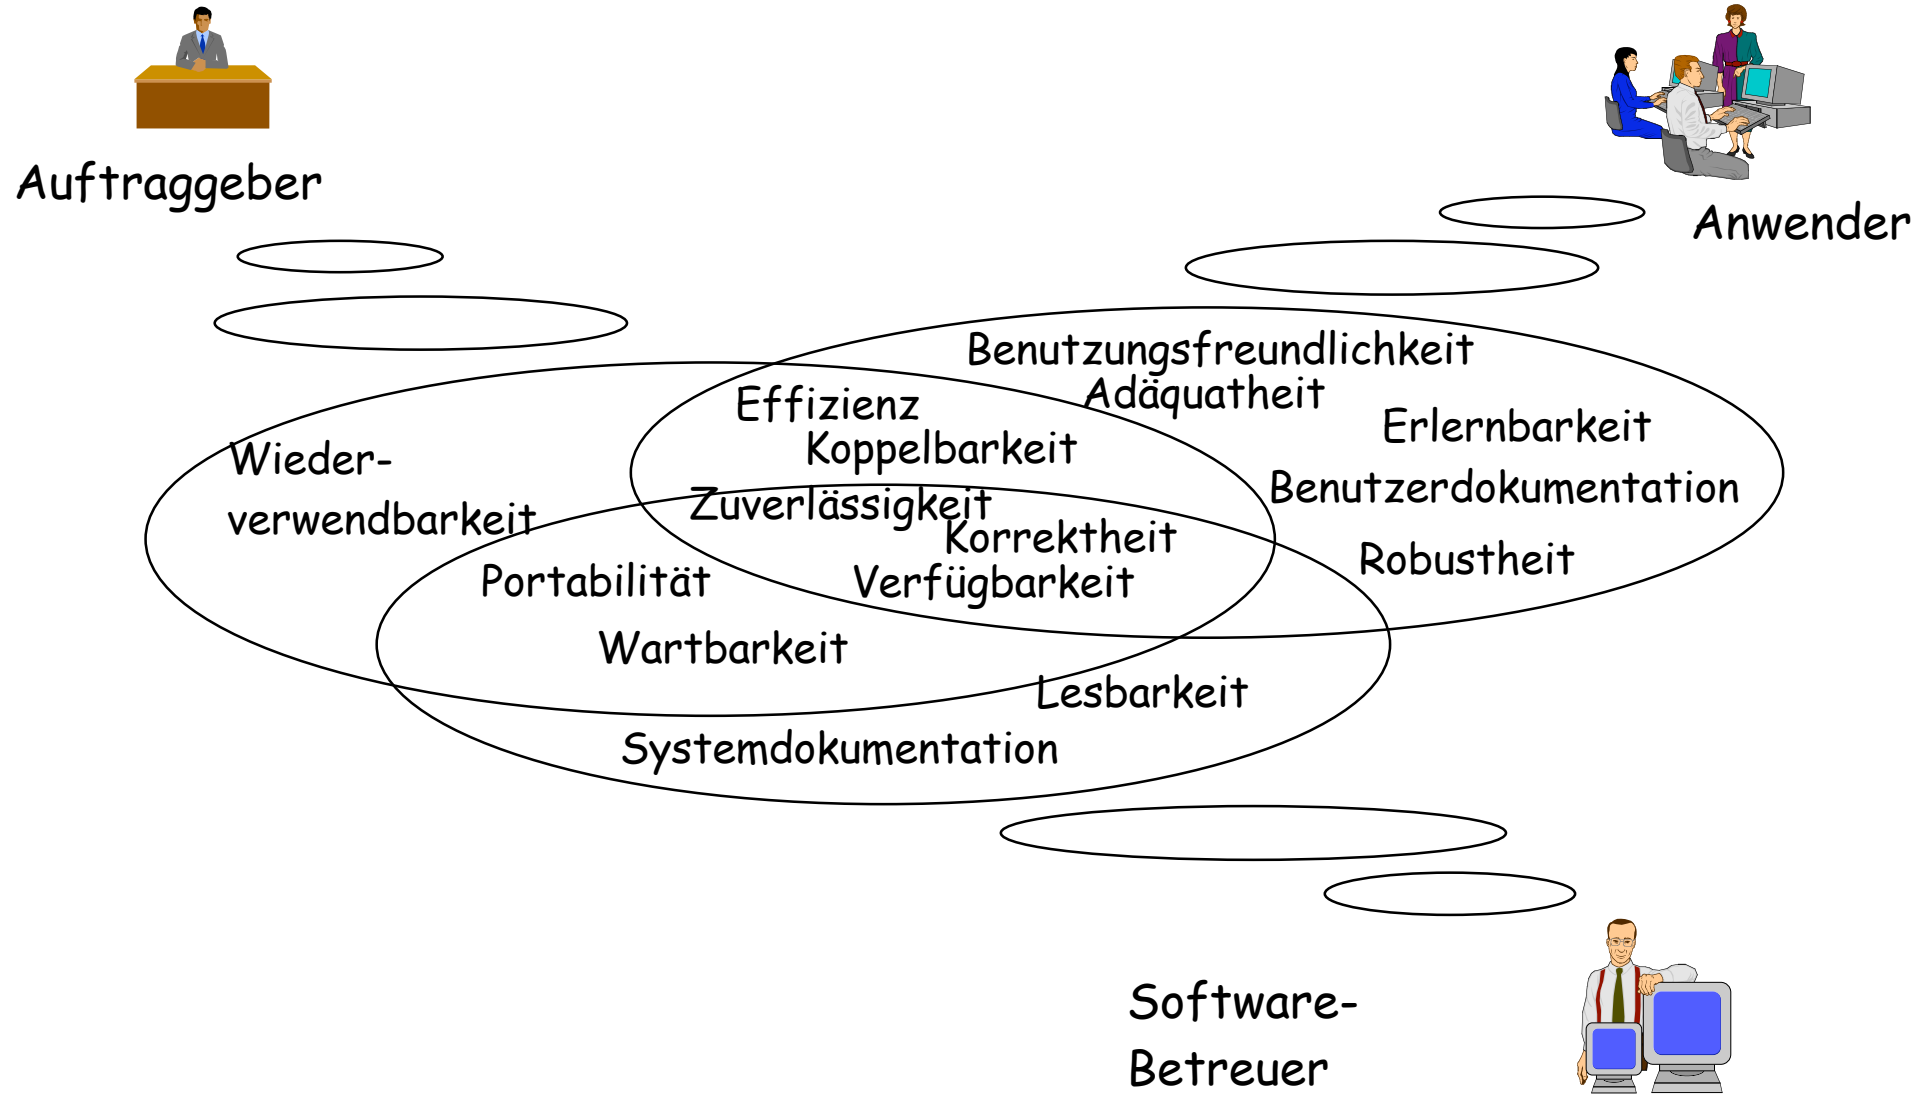 Auftraggeber
Anwender
Benutzungsfreundlichkeit
Adäquatheit
Effizienz
Erlernbarkeit
Koppelbarkeit
Wieder-
verwendbarkeit
Benutzerdokumentation
Zuverlässigkeit
Korrektheit
Robustheit
Portabilität
Verfügbarkeit
Wartbarkeit
Lesbarkeit
Systemdokumentation
Software-
Betreuer